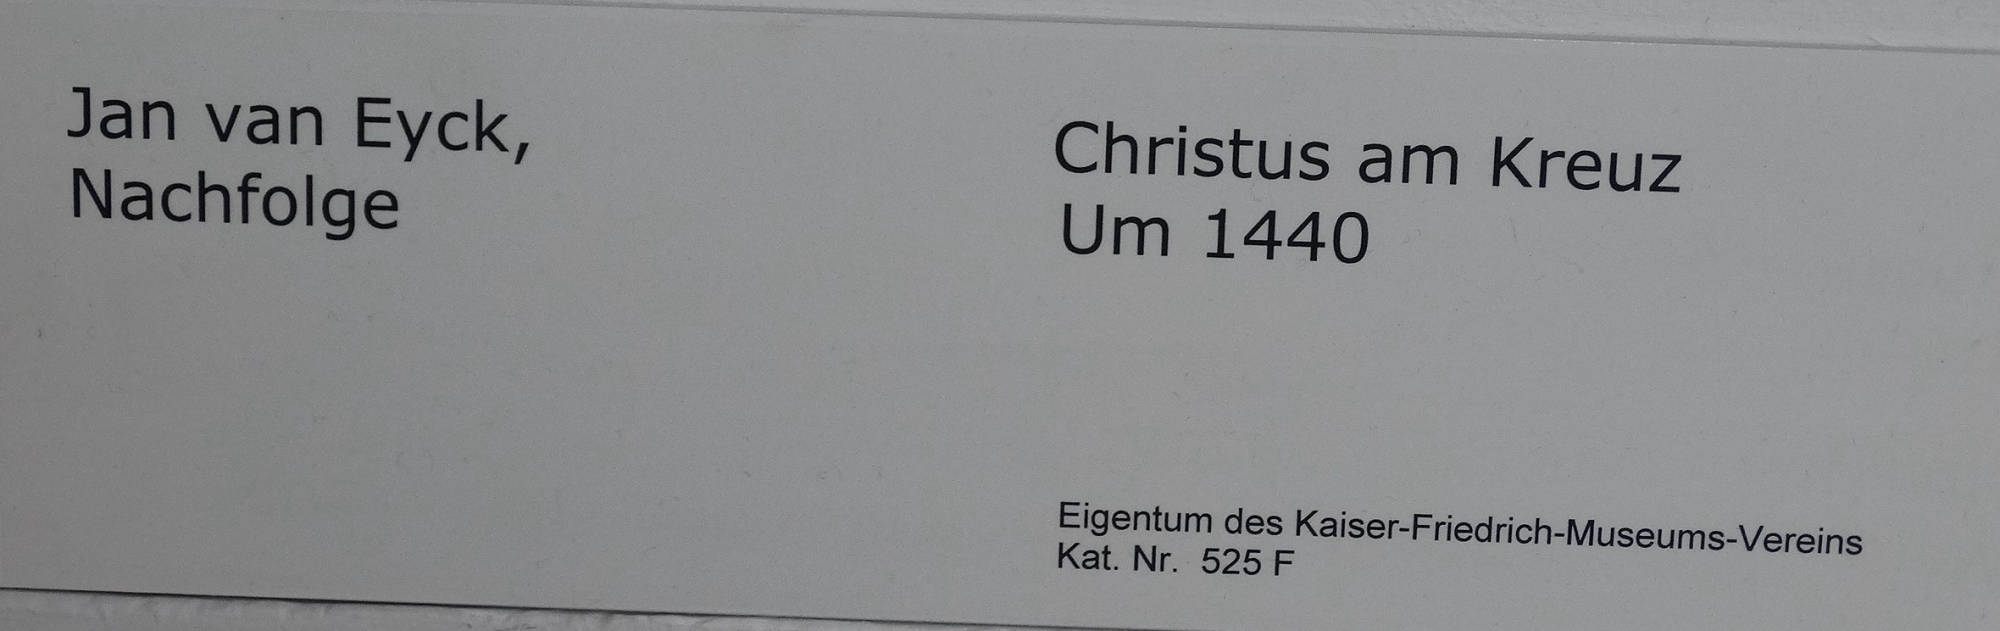 Jan van Eyck,
Nachfolge
Christus am Kreuz
Um 1440
Eigentum des Kaiser-Friedrich-Museums-Vereins
Kat. Nr. 525 F